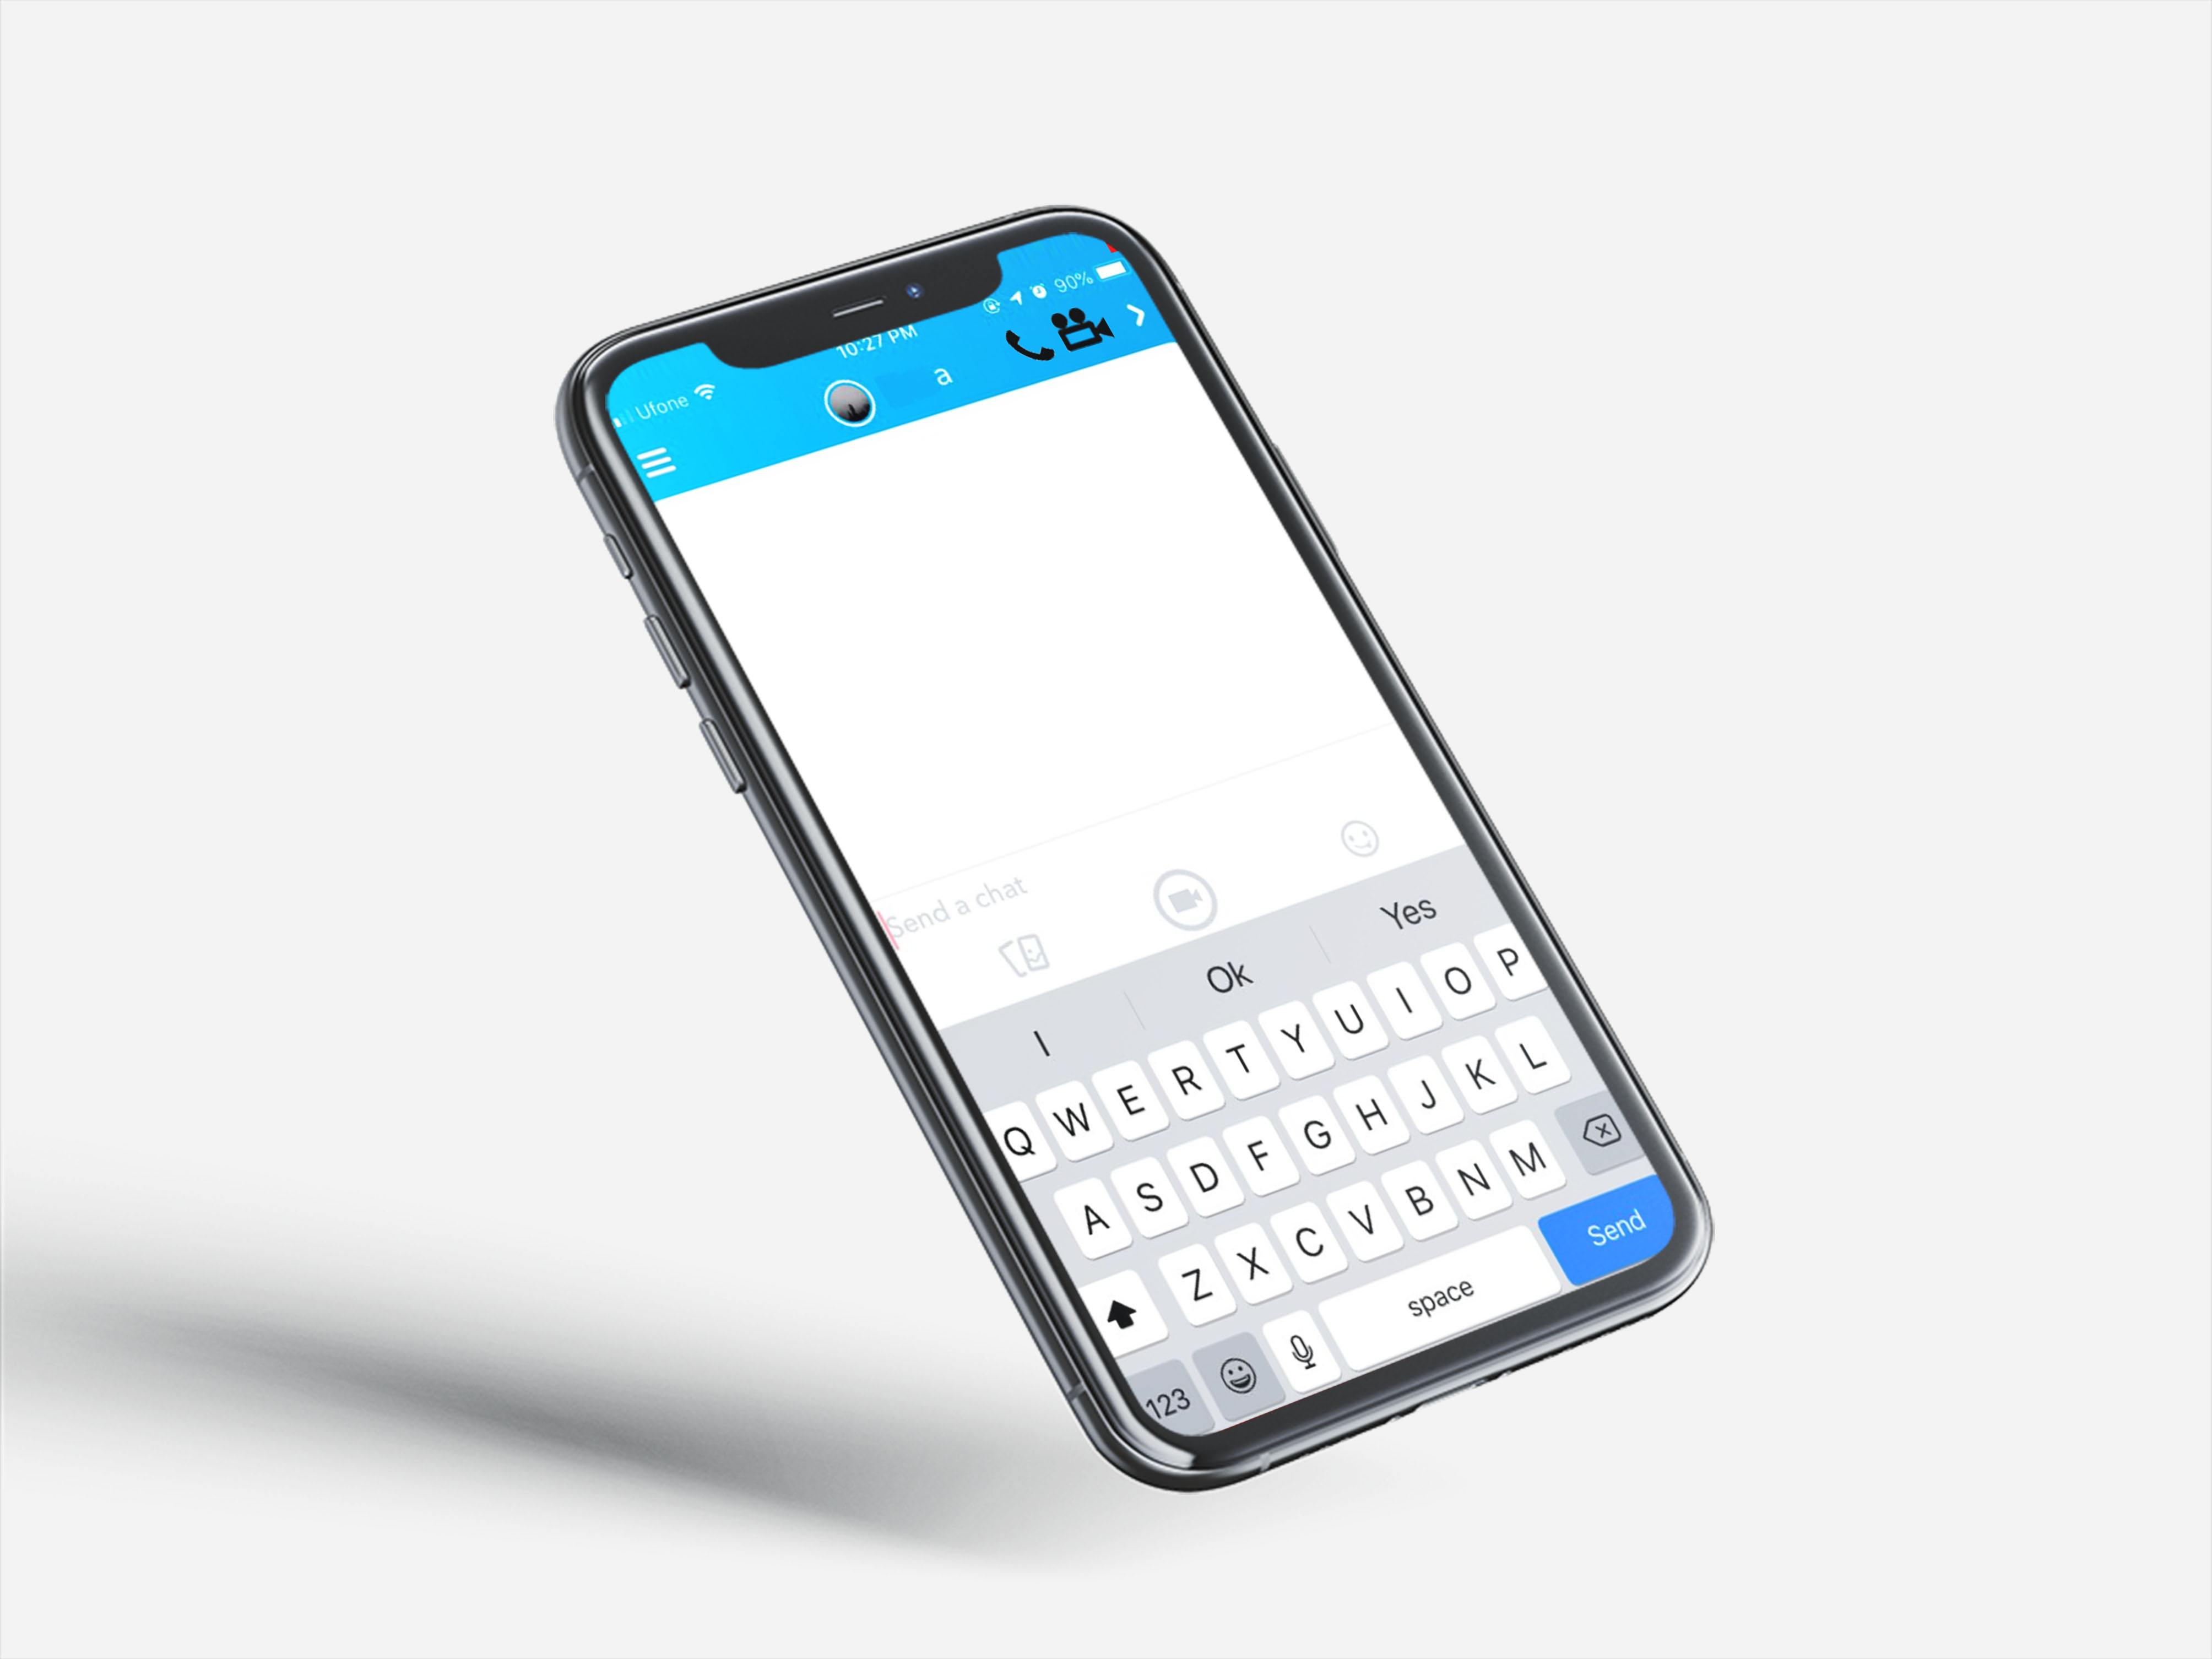 Ufone 10:27 PM 90%
a
Send a chat
I Ok Yes
Q W E R T Y U I O P
A S D F G H J K L
Z X C V B N M
123 space Send